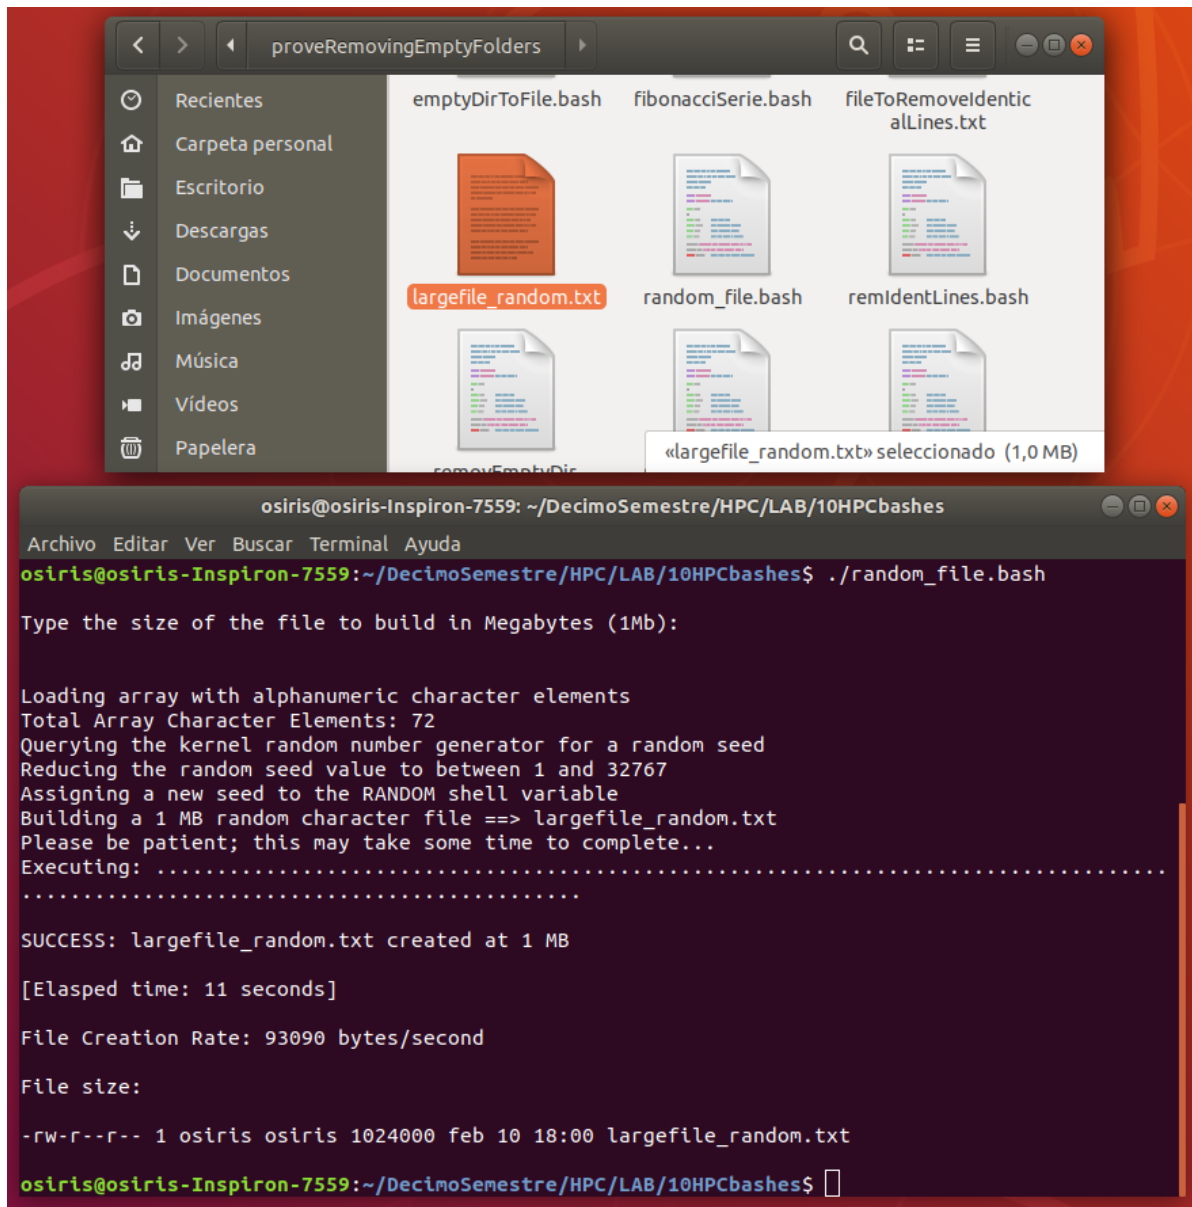 proveRemovingEmptyFolders
Recientes
Carpeta personal
Escritorio
Descargas
Documentos
Imágenes
Música
Vídeos
Papelera
emptyDirToFile.bash
fibonacciSerie.bash
fileToRemoveIdentic
alLines.txt
largefile_random.txt
random_file.bash
remIdentLines.bash
removEmptyDir
«largefile_random.txt» seleccionado (1,0 MB)
osiris@osiris-Inspiron-7559: ~/DecimoSemestre/HPC/LAB/10HPCbashes
Archivo Editar Ver Buscar Terminal Ayuda
osiris@osiris-Inspiron-7559:~/DecimoSemestre/HPC/LAB/10HPCbashes$ ./random_file.bash
Type the size of the file to build in Megabytes (1Mb):
Loading array with alphanumeric character elements
Total Array Character Elements: 72
Querying the kernel random number generator for a random seed
Reducing the random seed value to between 1 and 32767
Assigning a new seed to the RANDOM shell variable
Building a 1 MB random character file ==> largefile_random.txt
Please be patient; this may take some time to complete...
Executing: ...................................................................................
..............................................
SUCCESS: largefile_random.txt created at 1 MB
[Elasped time: 11 seconds]
File Creation Rate: 93090 bytes/second
File size:
-rw-r--r-- 1 osiris osiris 1024000 feb 10 18:00 largefile_random.txt
osiris@osiris-Inspiron-7559:~/DecimoSemestre/HPC/LAB/10HPCbashes$